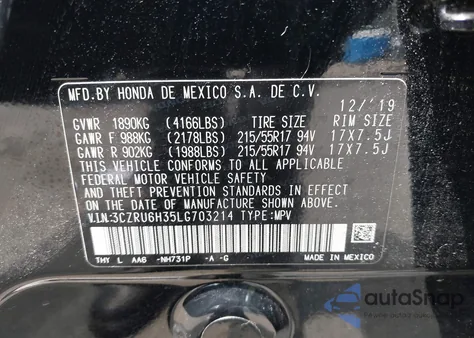 MFD.BY HONDA DE MEXICO S.A. DE C.V.
12/'19
GVWR 1890KG (4166LBS) TIRE SIZE RIM SIZE
GAWR F 988KG (2178LBS) 215/55R17 94V 17X7.5J
GAWR R 902KG (1988LBS) 215/55R17 94V 17X7.5J
THIS VEHICLE CONFORMS TO ALL APPLICABLE
FEDERAL MOTOR VEHICLE SAFETY
AND THEFT PREVENTION STANDARDS IN EFFECT
ON THE DATE OF MANUFACTURE SHOWN ABOVE.
V.I.N:3CZRU6H35LG703214 TYPE:MPV
THY L AA6 -NH731P -A -G MADE IN MEXICO
autoSnap